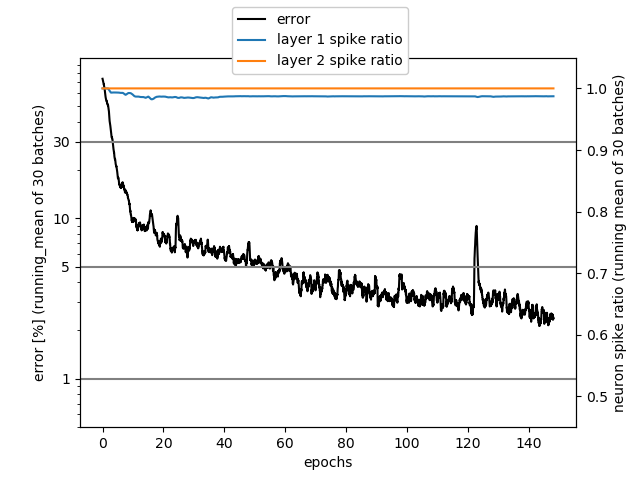 error
layer 1 spike ratio
layer 2 spike ratio
error [%] (running_mean of 30 batches)
30
10
5
1
1.0
0.9
0.8
0.7
0.6
0.5
neuron spike ratio (running mean of 30 batches)
0 20 40 60 80 100 120 140
epochs